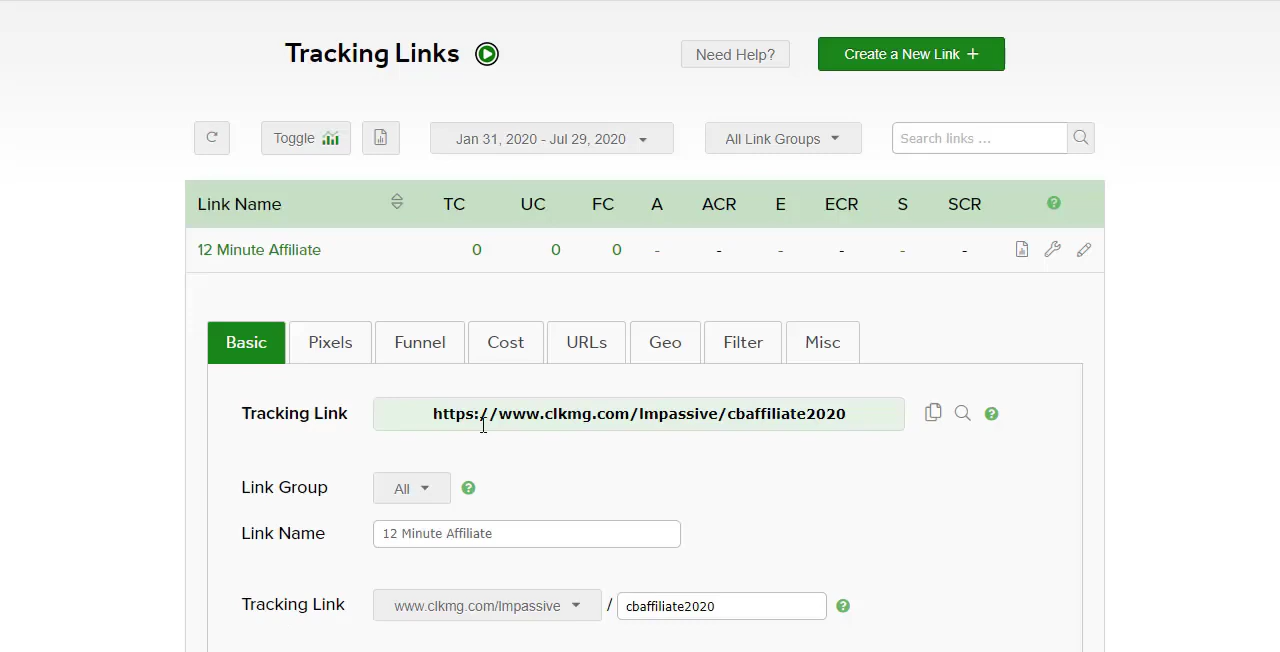 Tracking Links
Need Help?
Create a New Link +
Toggle
Jan 31, 2020 - Jul 29, 2020
All Link Groups
Search links ...
Link Name TC UC FC A ACR E ECR S SCR ?
12 Minute Affiliate 0 0 0 - - - - - -
Basic Pixels Funnel Cost URLs Geo Filter Misc
Tracking Link https://www.clkmg.com/Impassive/cbaffiliate2020 ?
Link Group All ?
Link Name 12 Minute Affiliate
Tracking Link www.clkmg.com/Impassive / cbaffiliate2020 ?